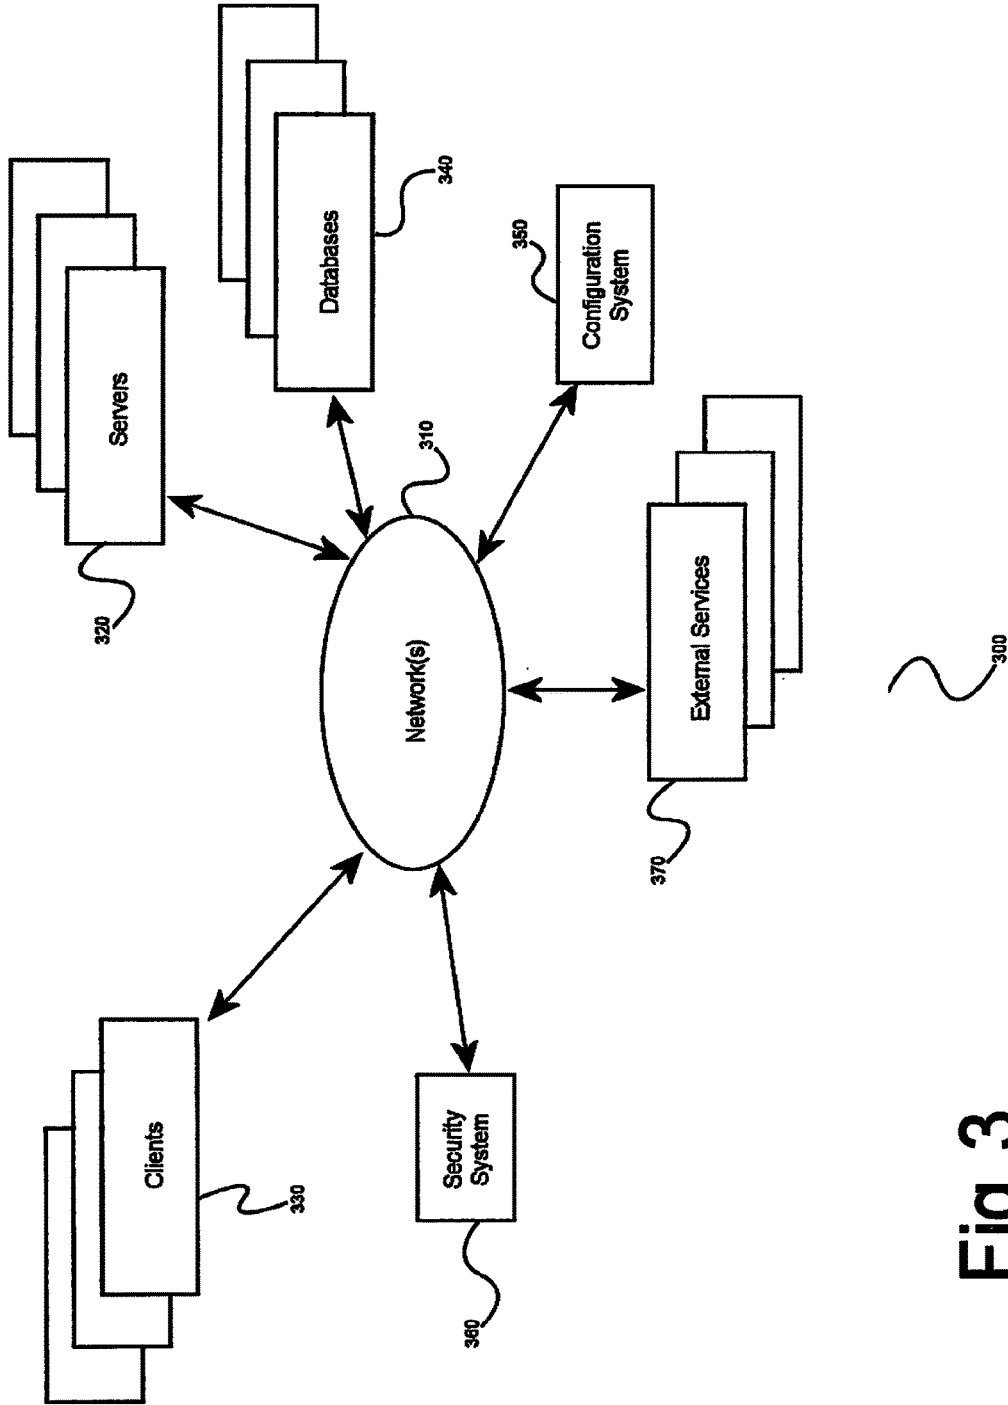 Clients
330
Servers
320
Databases
340
Network(s)
310
Security
System
360
Configuration
System
350
External Services
370
300
Fig. 3